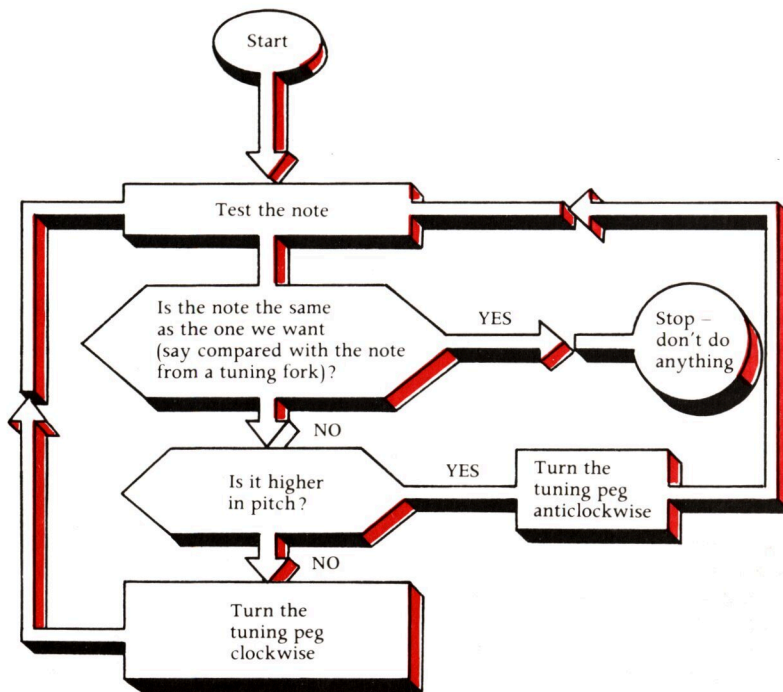 Start
Test the note
Is the note the same
as the one we want
(say compared with the note
from a tuning fork)?
YES
Stop –
don't do
anything
NO
Is it higher
in pitch?
YES
Turn the
tuning peg
anticlockwise
NO
Turn the
tuning peg
clockwise